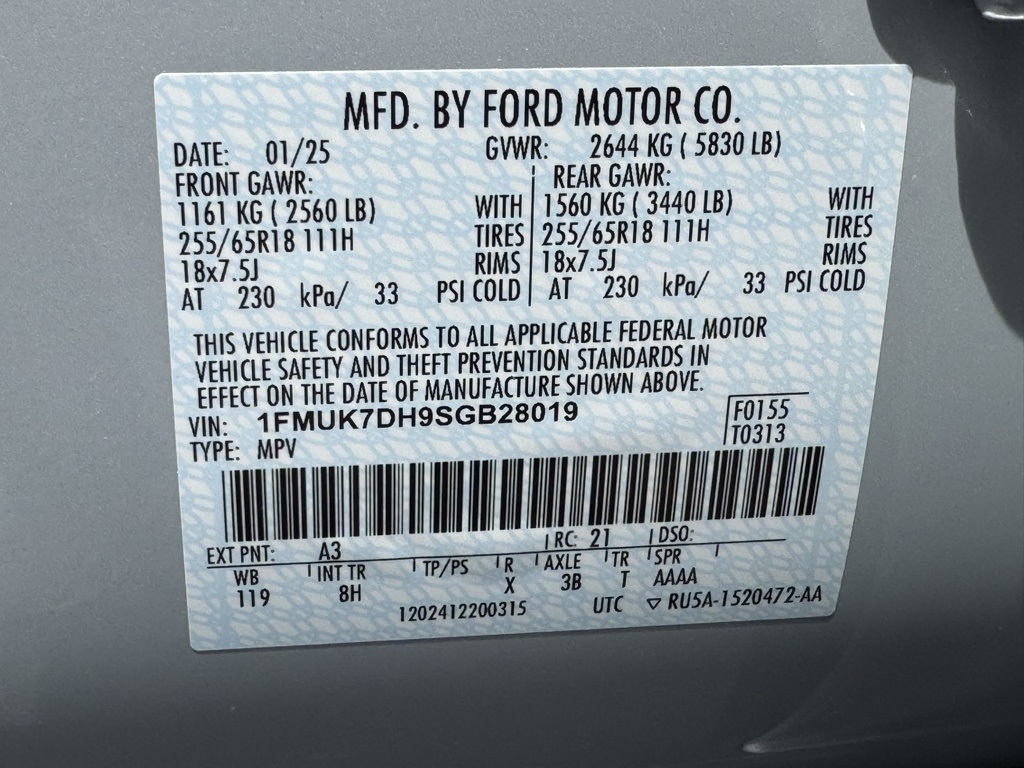 MFD. BY FORD MOTOR CO.
DATE: 01/25 GVWR: 2644 KG ( 5830 LB)
FRONT GAWR: REAR GAWR:
1161 KG ( 2560 LB) WITH 1560 KG ( 3440 LB) WITH
255/65R18 111H TIRES 255/65R18 111H TIRES
18x7.5J RIMS 18x7.5J RIMS
AT 230 kPa/ 33 PSI COLD AT 230 kPa/ 33 PSI COLD
THIS VEHICLE CONFORMS TO ALL APPLICABLE FEDERAL MOTOR
VEHICLE SAFETY AND THEFT PREVENTION STANDARDS IN
EFFECT ON THE DATE OF MANUFACTURE SHOWN ABOVE.
VIN: 1FMUK7DH9SGB28019 F0155
TYPE: MPV T0313
EXT PNT: A3 RC: 21 DSO:
WB INT TR TP/PS R AXLE TR SPR
119 8H X 3B T AAAA
1202412200315 UTC ▽ RU5A-1520472-AA